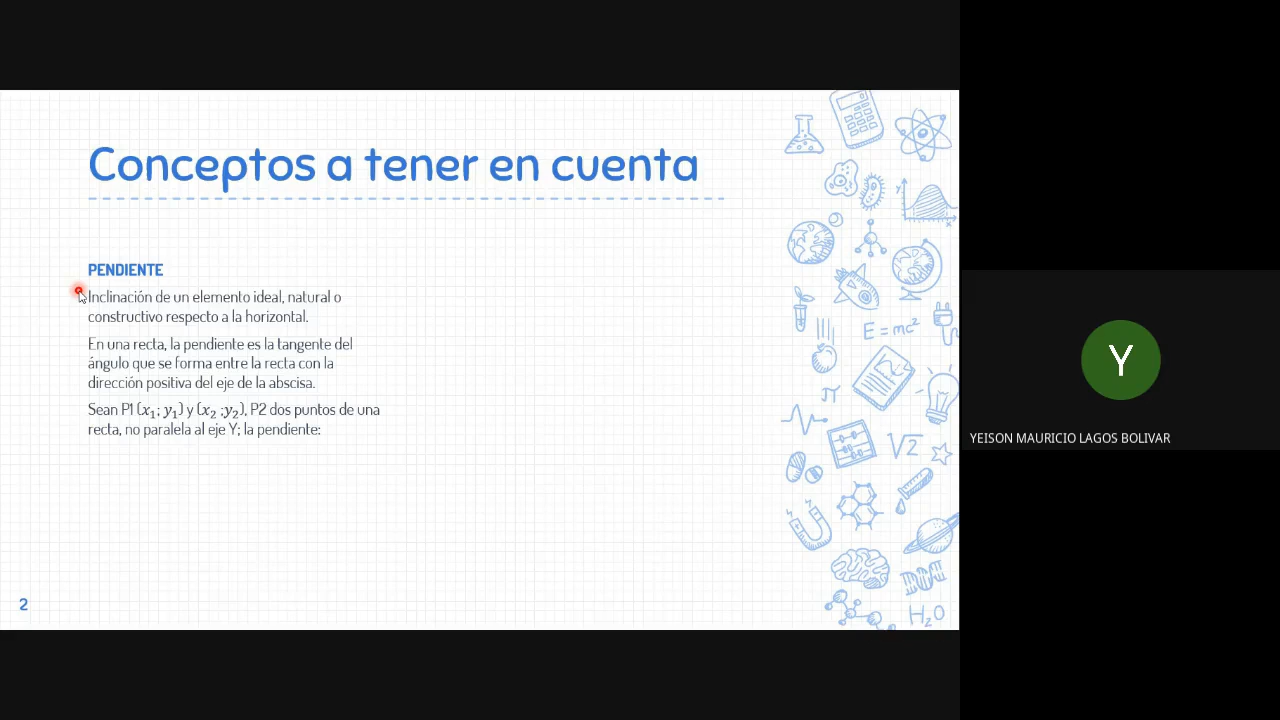 Conceptos a tener en cuenta
PENDIENTE
Inclinación de un elemento ideal, natural o
constructivo respecto a la horizontal.
En una recta, la pendiente es la tangente del
ángulo que se forma entre la recta con la
dirección positiva del eje de la abscisa.
Sean P1 (x₁; y₁) y (x₂ ;y₂), P2 dos puntos de una
recta, no paralela al eje Y; la pendiente:
2
y
x
E = mc²
π
√2
H₂O
Y
YEISON MAURICIO LAGOS BOLIVAR